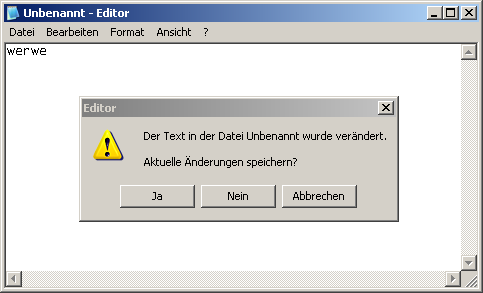 Unbenannt - Editor
Datei Bearbeiten Format Ansicht ?
werwe
Editor
Der Text in der Datei Unbenannt wurde verändert.
Aktuelle Änderungen speichern?
Ja Nein Abbrechen